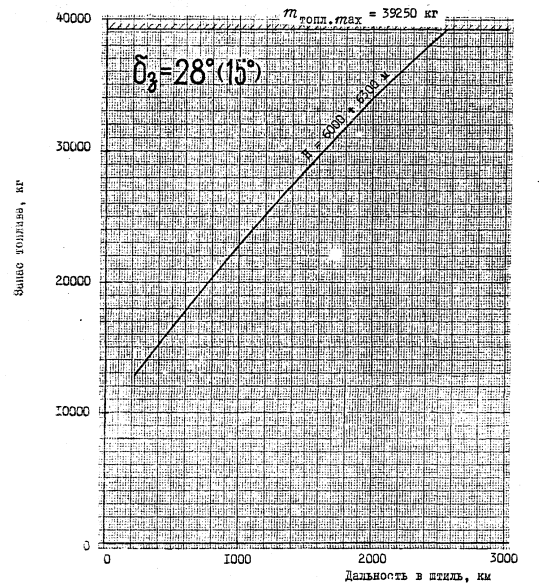 m топл.max = 39250 кг
40000
δз=28°(15°)
H = 6000 ÷ 6300 м
30000
Запас топлива, кг
20000
10000
0
0 1000 2000 3000
Дальность в штиль, км